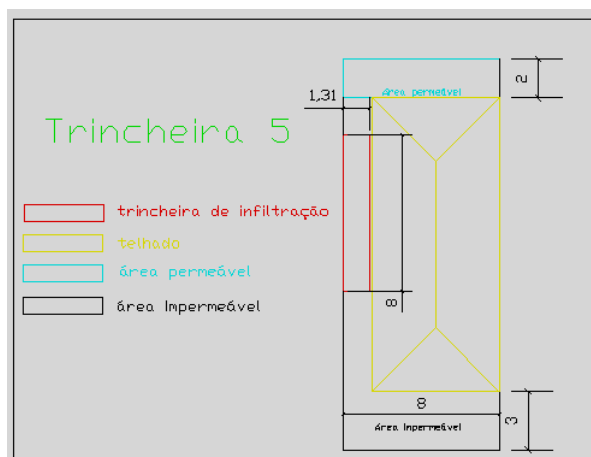 Trincheira 5
trincheira de infiltração
telhado
área permeável
área Impermeável
1,31
2
área permeável
8
8
área Impermeável
3